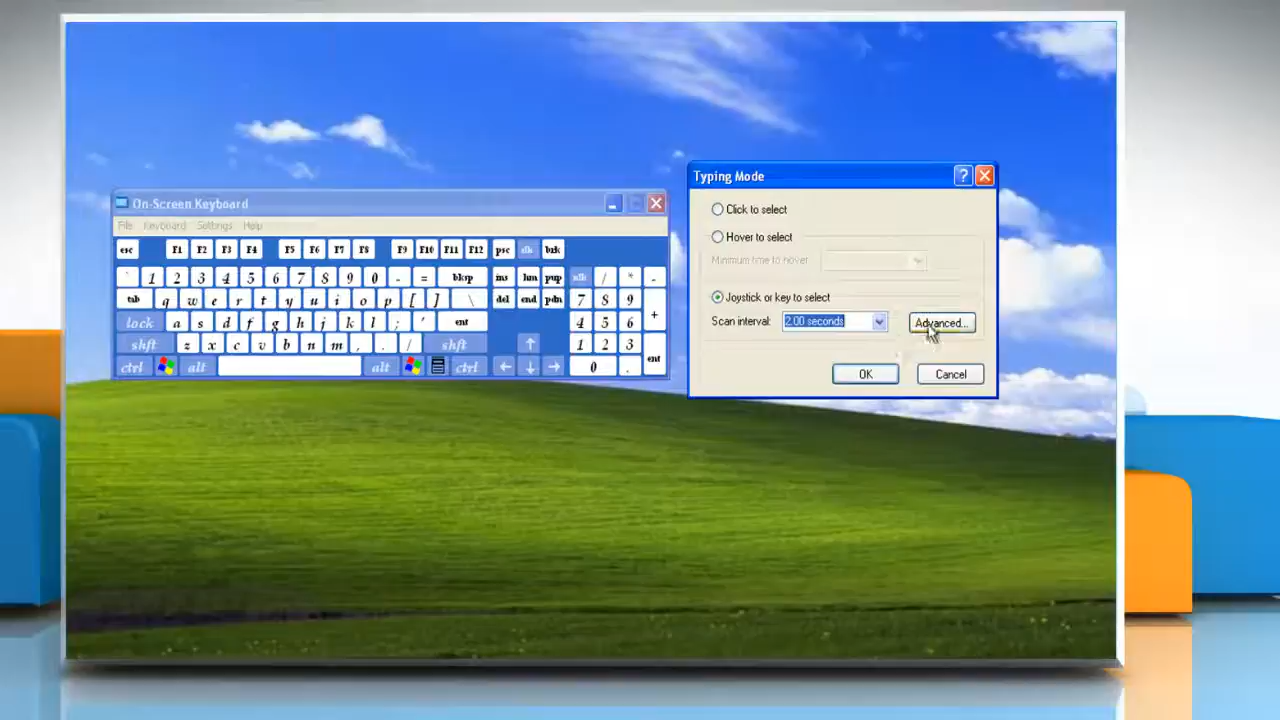 On-Screen Keyboard
File Keyboard Settings Help
esc F1 F2 F3 F4 F5 F6 F7 F8 F9 F10 F11 F12 psc slk brk
` 1 2 3 4 5 6 7 8 9 0 - = bksp ins hm pup nlk / * -
tab q w e r t y u i o p [ ] \ del end pdn 7 8 9 +
lock a s d f g h j k l ; ' ent 4 5 6
shft z x c v b n m , . / shft ↑ 1 2 3 ent
ctrl alt alt ctrl ← ↓ → 0 .
Typing Mode ?
Click to select
Hover to select
Minimum time to hover
Joystick or key to select
Scan interval: 2.00 seconds Advanced...
OK Cancel